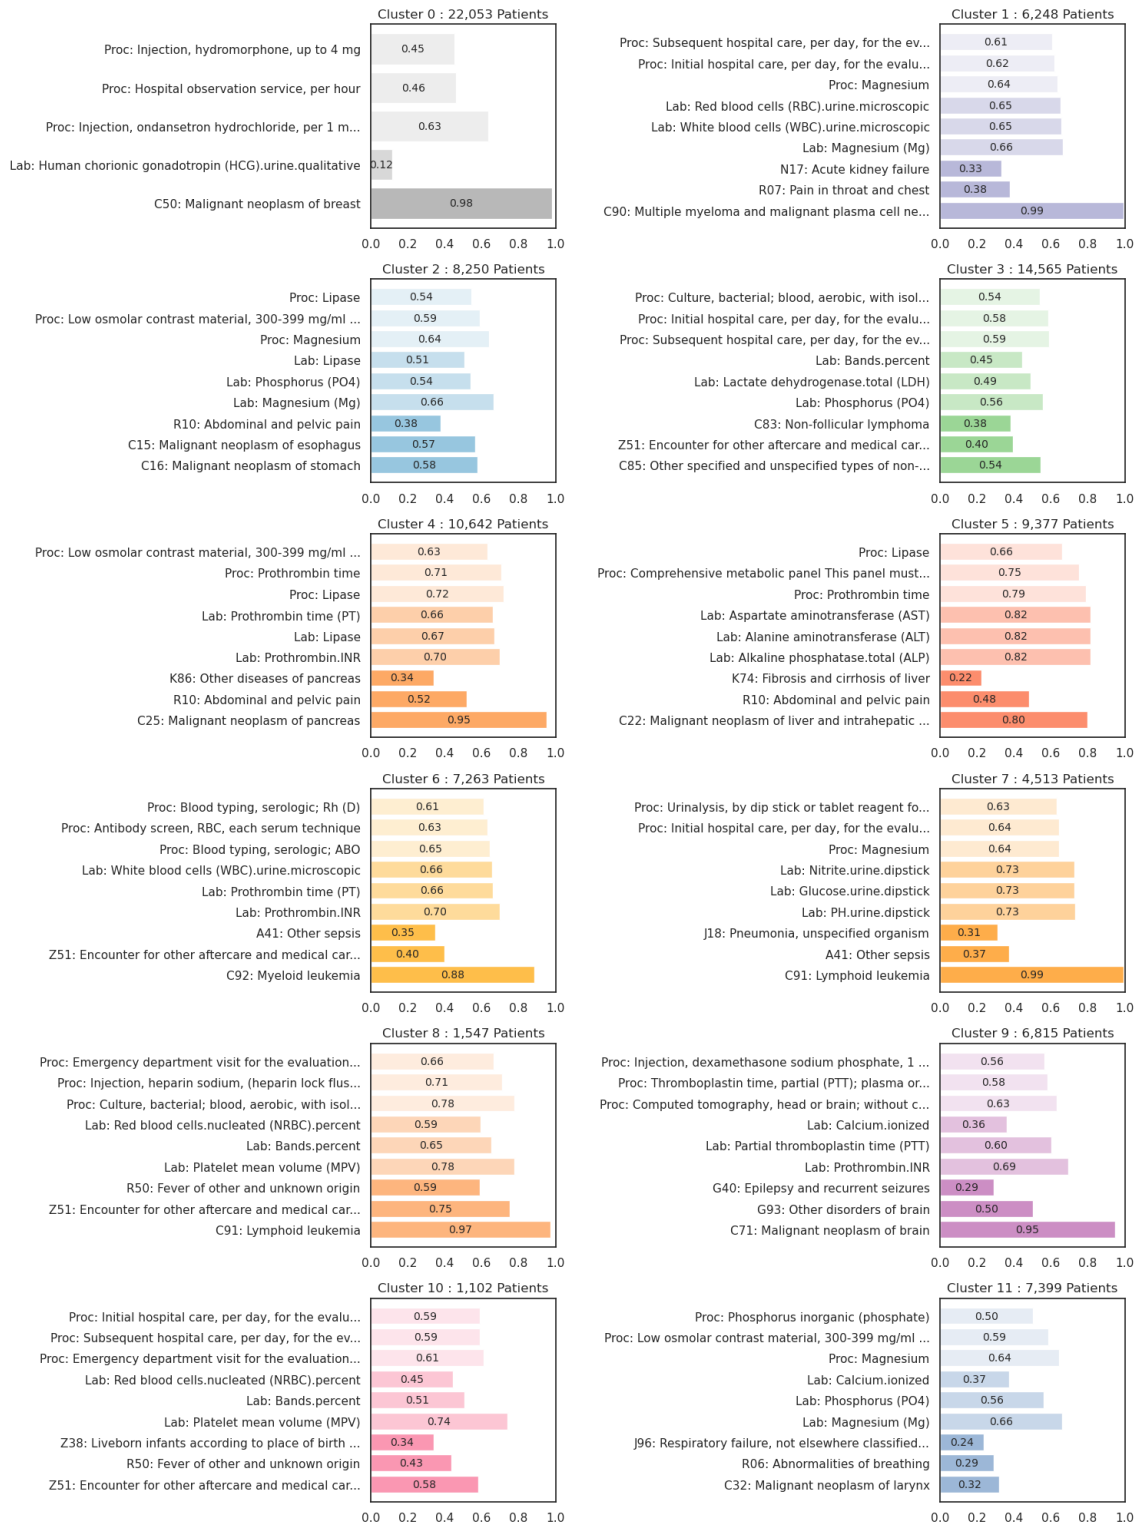 Cluster 0 : 22,053 Patients
Proc: Injection, hydromorphone, up to 4 mg 0.45
Proc: Hospital observation service, per hour 0.46
Proc: Injection, ondansetron hydrochloride, per 1 m... 0.63
Lab: Human chorionic gonadotropin (HCG).urine.qualitative 0.12
C50: Malignant neoplasm of breast 0.98
0.0 0.2 0.4 0.6 0.8 1.0
Cluster 1 : 6,248 Patients
Proc: Subsequent hospital care, per day, for the ev... 0.61
Proc: Initial hospital care, per day, for the evalu... 0.62
Proc: Magnesium 0.64
Lab: Red blood cells (RBC).urine.microscopic 0.65
Lab: White blood cells (WBC).urine.microscopic 0.65
Lab: Magnesium (Mg) 0.66
N17: Acute kidney failure 0.33
R07: Pain in throat and chest 0.38
C90: Multiple myeloma and malignant plasma cell ne... 0.99
0.0 0.2 0.4 0.6 0.8 1.0
Cluster 2 : 8,250 Patients
Proc: Lipase 0.54
Proc: Low osmolar contrast material, 300-399 mg/ml ... 0.59
Proc: Magnesium 0.64
Lab: Lipase 0.51
Lab: Phosphorus (PO4) 0.54
Lab: Magnesium (Mg) 0.66
R10: Abdominal and pelvic pain 0.38
C15: Malignant neoplasm of esophagus 0.57
C16: Malignant neoplasm of stomach 0.58
0.0 0.2 0.4 0.6 0.8 1.0
Cluster 3 : 14,565 Patients
Proc: Culture, bacterial; blood, aerobic, with isol... 0.54
Proc: Initial hospital care, per day, for the evalu... 0.58
Proc: Subsequent hospital care, per day, for the ev... 0.59
Lab: Bands.percent 0.45
Lab: Lactate dehydrogenase.total (LDH) 0.49
Lab: Phosphorus (PO4) 0.56
C83: Non-follicular lymphoma 0.38
Z51: Encounter for other aftercare and medical car... 0.40
C85: Other specified and unspecified types of non-... 0.54
0.0 0.2 0.4 0.6 0.8 1.0
Cluster 4 : 10,642 Patients
Proc: Low osmolar contrast material, 300-399 mg/ml ... 0.63
Proc: Prothrombin time 0.71
Proc: Lipase 0.72
Lab: Prothrombin time (PT) 0.66
Lab: Lipase 0.67
Lab: Prothrombin.INR 0.70
K86: Other diseases of pancreas 0.34
R10: Abdominal and pelvic pain 0.52
C25: Malignant neoplasm of pancreas 0.95
0.0 0.2 0.4 0.6 0.8 1.0
Cluster 5 : 9,377 Patients
Proc: Lipase 0.66
Proc: Comprehensive metabolic panel This panel must... 0.75
Proc: Prothrombin time 0.79
Lab: Aspartate aminotransferase (AST) 0.82
Lab: Alanine aminotransferase (ALT) 0.82
Lab: Alkaline phosphatase.total (ALP) 0.82
K74: Fibrosis and cirrhosis of liver 0.22
R10: Abdominal and pelvic pain 0.48
C22: Malignant neoplasm of liver and intrahepatic ... 0.80
0.0 0.2 0.4 0.6 0.8 1.0
Cluster 6 : 7,263 Patients
Proc: Blood typing, serologic; Rh (D) 0.61
Proc: Antibody screen, RBC, each serum technique 0.63
Proc: Blood typing, serologic; ABO 0.65
Lab: White blood cells (WBC).urine.microscopic 0.66
Lab: Prothrombin time (PT) 0.66
Lab: Prothrombin.INR 0.70
A41: Other sepsis 0.35
Z51: Encounter for other aftercare and medical car... 0.40
C92: Myeloid leukemia 0.88
0.0 0.2 0.4 0.6 0.8 1.0
Cluster 7 : 4,513 Patients
Proc: Urinalysis, by dip stick or tablet reagent fo... 0.63
Proc: Initial hospital care, per day, for the evalu... 0.64
Proc: Magnesium 0.64
Lab: Nitrite.urine.dipstick 0.73
Lab: Glucose.urine.dipstick 0.73
Lab: PH.urine.dipstick 0.73
J18: Pneumonia, unspecified organism 0.31
A41: Other sepsis 0.37
C91: Lymphoid leukemia 0.99
0.0 0.2 0.4 0.6 0.8 1.0
Cluster 8 : 1,547 Patients
Proc: Emergency department visit for the evaluation... 0.66
Proc: Injection, heparin sodium, (heparin lock flus... 0.71
Proc: Culture, bacterial; blood, aerobic, with isol... 0.78
Lab: Red blood cells.nucleated (NRBC).percent 0.59
Lab: Bands.percent 0.65
Lab: Platelet mean volume (MPV) 0.78
R50: Fever of other and unknown origin 0.59
Z51: Encounter for other aftercare and medical car... 0.75
C91: Lymphoid leukemia 0.97
0.0 0.2 0.4 0.6 0.8 1.0
Cluster 9 : 6,815 Patients
Proc: Injection, dexamethasone sodium phosphate, 1 ... 0.56
Proc: Thromboplastin time, partial (PTT); plasma or... 0.58
Proc: Computed tomography, head or brain; without c... 0.63
Lab: Calcium.ionized 0.36
Lab: Partial thromboplastin time (PTT) 0.60
Lab: Prothrombin.INR 0.69
G40: Epilepsy and recurrent seizures 0.29
G93: Other disorders of brain 0.50
C71: Malignant neoplasm of brain 0.95
0.0 0.2 0.4 0.6 0.8 1.0
Cluster 10 : 1,102 Patients
Proc: Initial hospital care, per day, for the evalu... 0.59
Proc: Subsequent hospital care, per day, for the ev... 0.59
Proc: Emergency department visit for the evaluation... 0.61
Lab: Red blood cells.nucleated (NRBC).percent 0.45
Lab: Bands.percent 0.51
Lab: Platelet mean volume (MPV) 0.74
Z38: Liveborn infants according to place of birth ... 0.34
R50: Fever of other and unknown origin 0.43
Z51: Encounter for other aftercare and medical car... 0.58
0.0 0.2 0.4 0.6 0.8 1.0
Cluster 11 : 7,399 Patients
Proc: Phosphorus inorganic (phosphate) 0.50
Proc: Low osmolar contrast material, 300-399 mg/ml ... 0.59
Proc: Magnesium 0.64
Lab: Calcium.ionized 0.37
Lab: Phosphorus (PO4) 0.56
Lab: Magnesium (Mg) 0.66
J96: Respiratory failure, not elsewhere classified... 0.24
R06: Abnormalities of breathing 0.29
C32: Malignant neoplasm of larynx 0.32
0.0 0.2 0.4 0.6 0.8 1.0